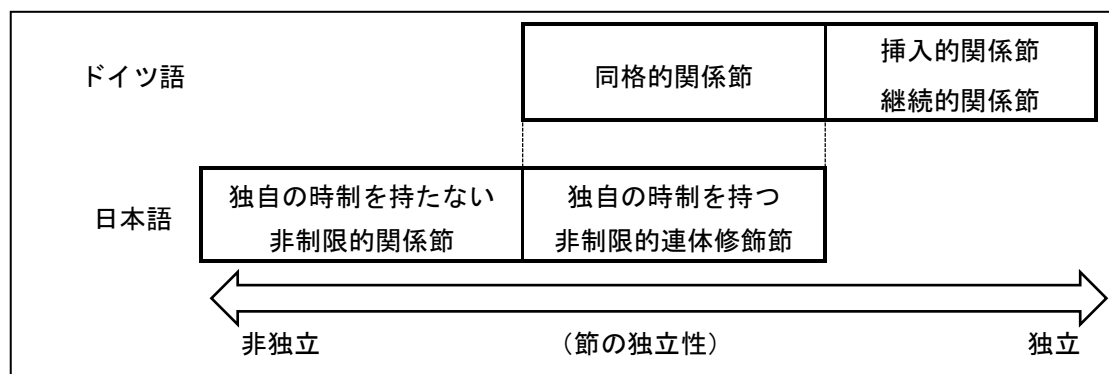 ドイツ語
同格的関係節
挿入的関係節
継続的関係節
日本語
独自の時制を持たない
非制限的関係節
独自の時制を持つ
非制限的連体修飾節
非独立
（節の独立性）
独立